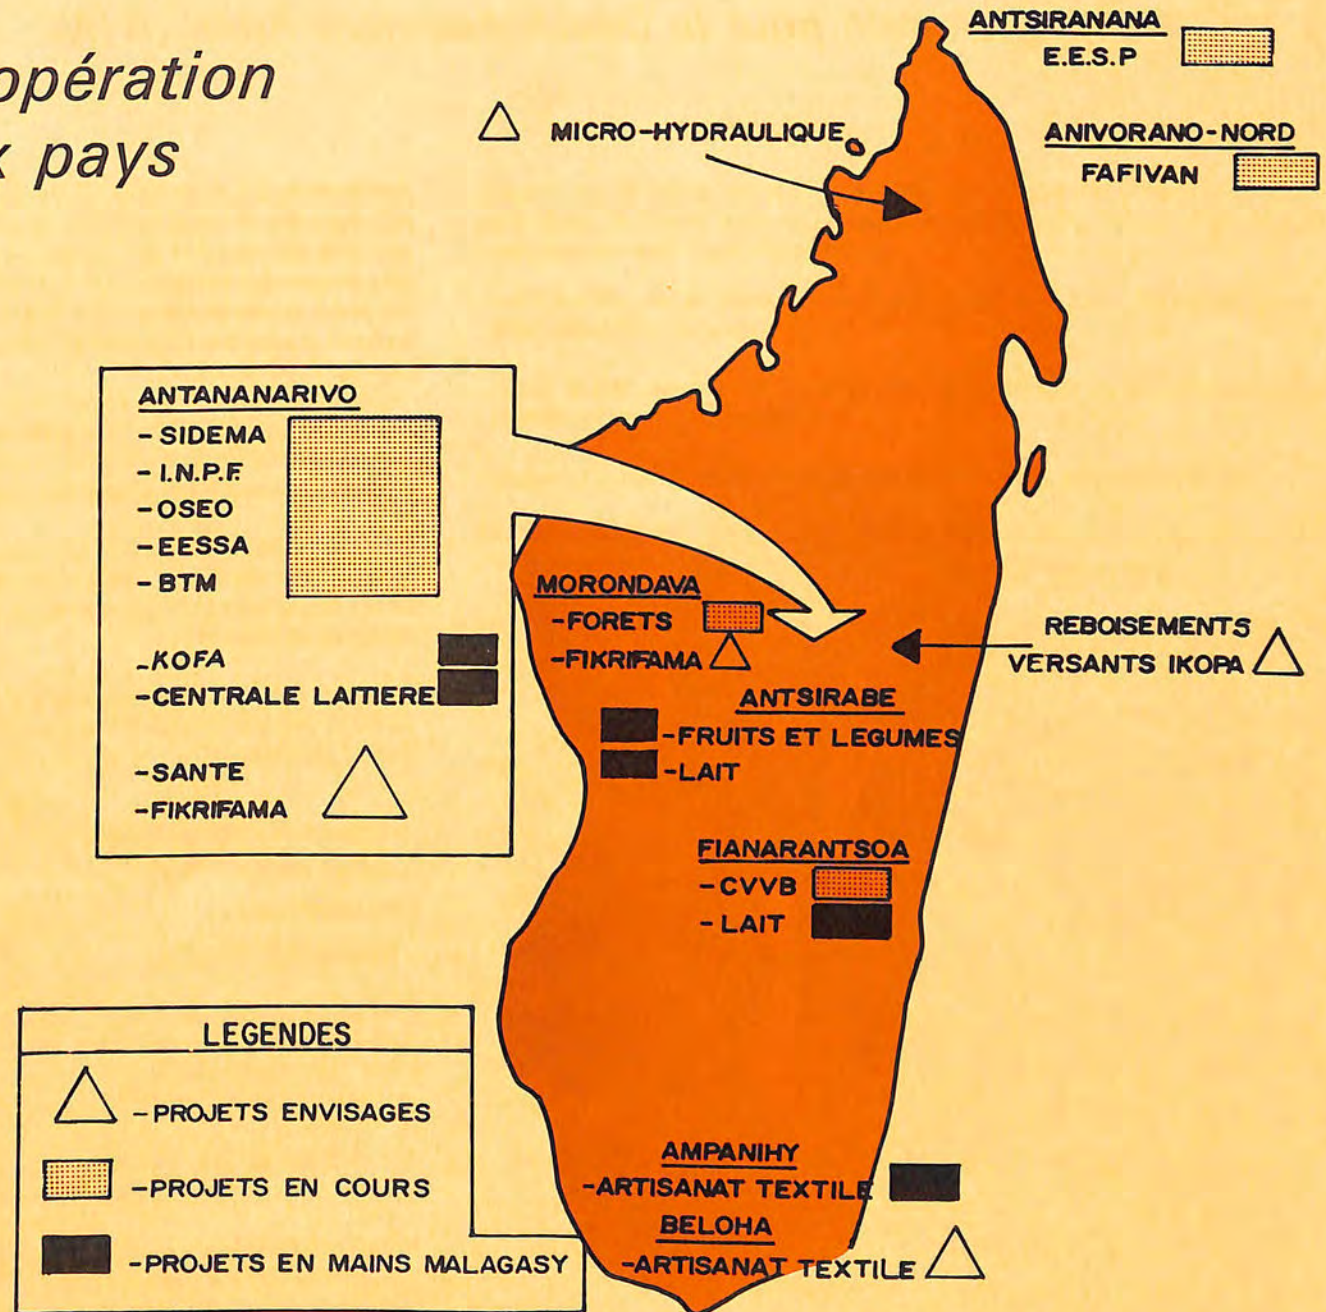 opération
x pays
ANTSIRANANA
E.E.S.P
MICRO-HYDRAULIQUE
ANIVORANO-NORD
FAFIVAN
ANTANANARIVO
- SIDEMA
- I.N.P.F.
- OSEO
- EESSA
- BTM
- KOFA
- CENTRALE LAITIERE
- SANTE
- FIKRIFAMA
MORONDAVA
- FORETS
- FIKRIFAMA
REBOISEMENTS
VERSANTS IKOPA
ANTSIRABE
- FRUITS ET LEGUMES
- LAIT
FIANARANTSOA
- CVVB
- LAIT
LEGENDES
- PROJETS ENVISAGES
- PROJETS EN COURS
- PROJETS EN MAINS MALAGASY
AMPANIHY
- ARTISANAT TEXTILE
BELOHA
- ARTISANAT TEXTILE